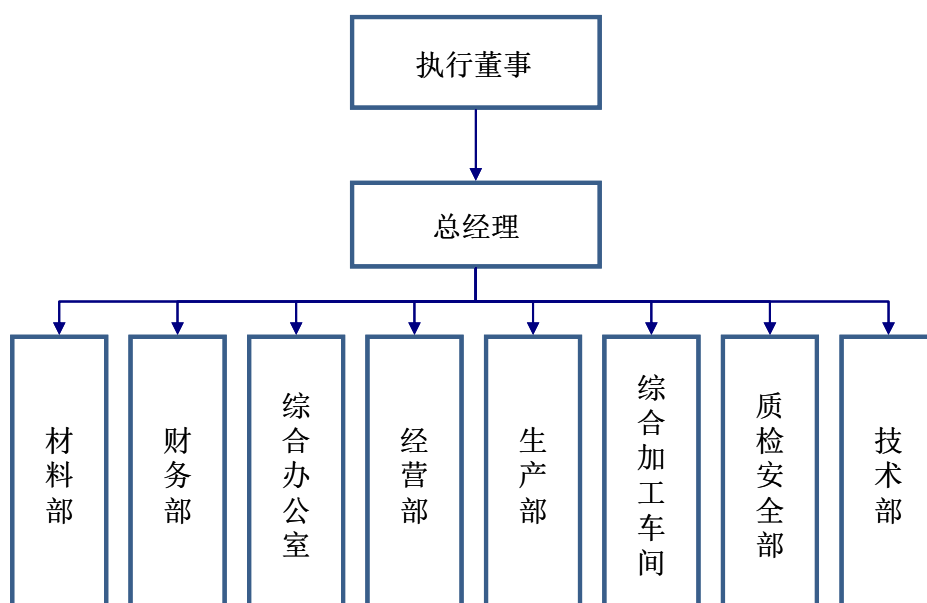 执行董事
总经理
材料部
财务部
综合办公室
经营部
生产部
综合加工车间
质检安全部
技术部